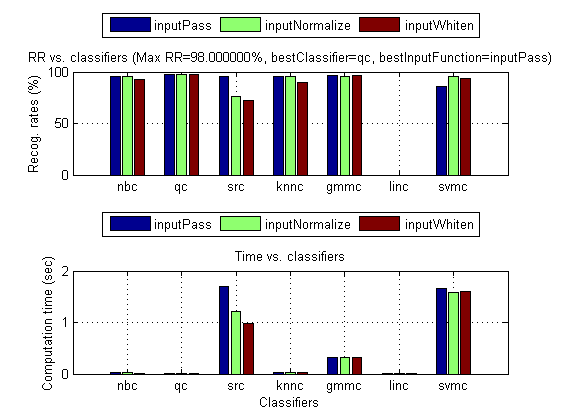 inputPass inputNormalize inputWhiten
RR vs. classifiers (Max RR=98.000000%, bestClassifier=qc, bestInputFunction=inputPass)
Recog. rates (%)
100
50
0
nbc qc src knnc gmmc linc svmc
inputPass inputNormalize inputWhiten
Time vs. classifiers
Computation time (sec)
2
1
0
nbc qc src knnc gmmc linc svmc
Classifiers